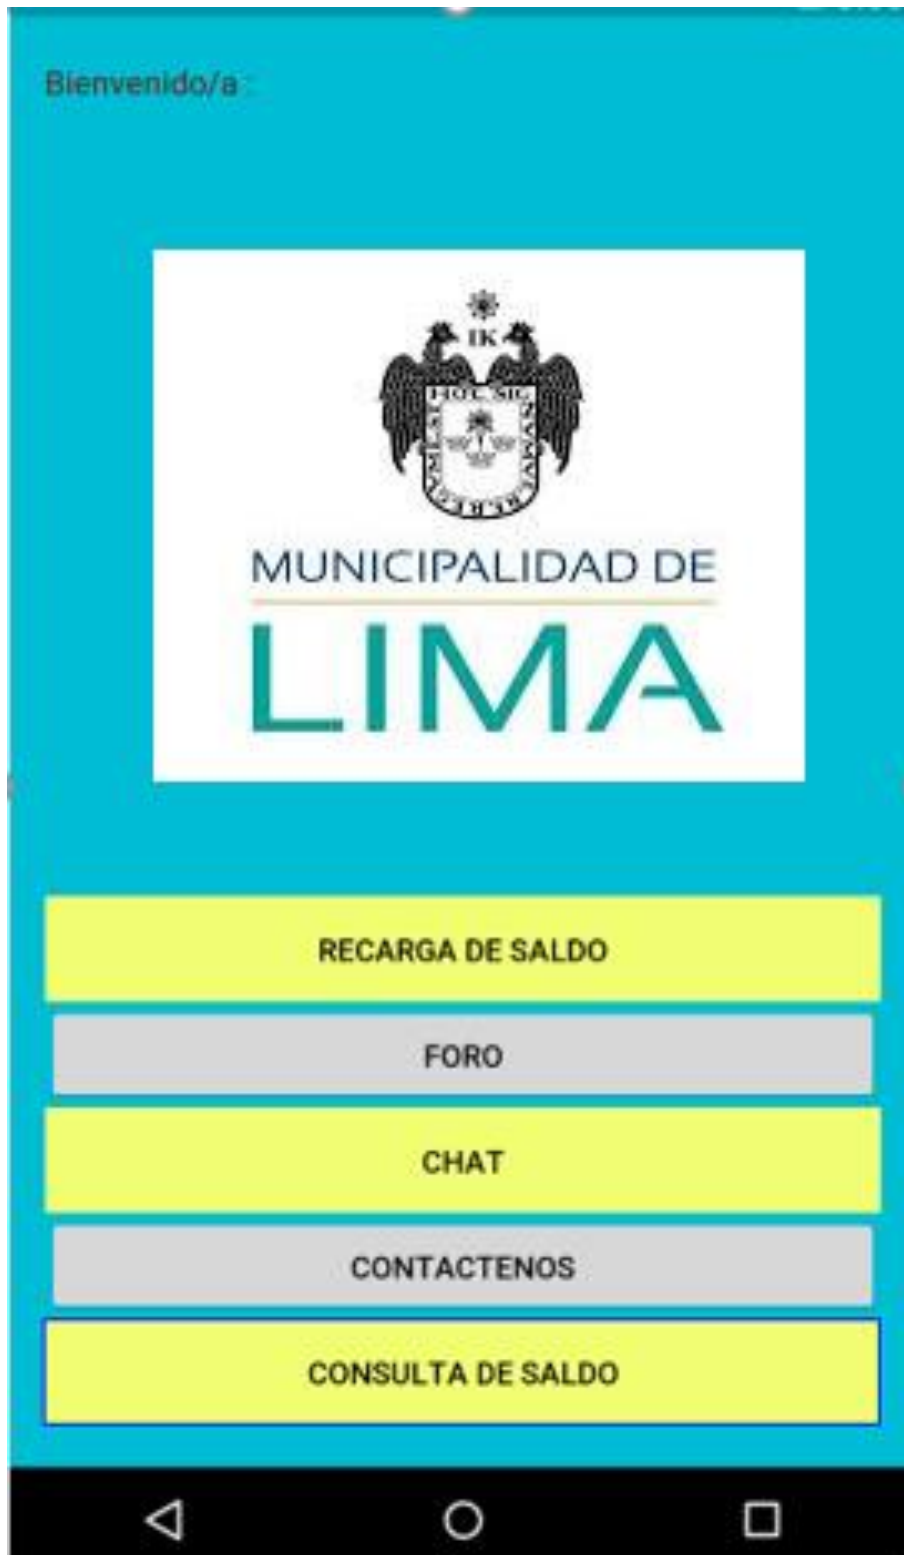 Bienvenido/a :
IK
MUNICIPALIDAD DE
LIMA
RECARGA DE SALDO
FORO
CHAT
CONTACTENOS
CONSULTA DE SALDO